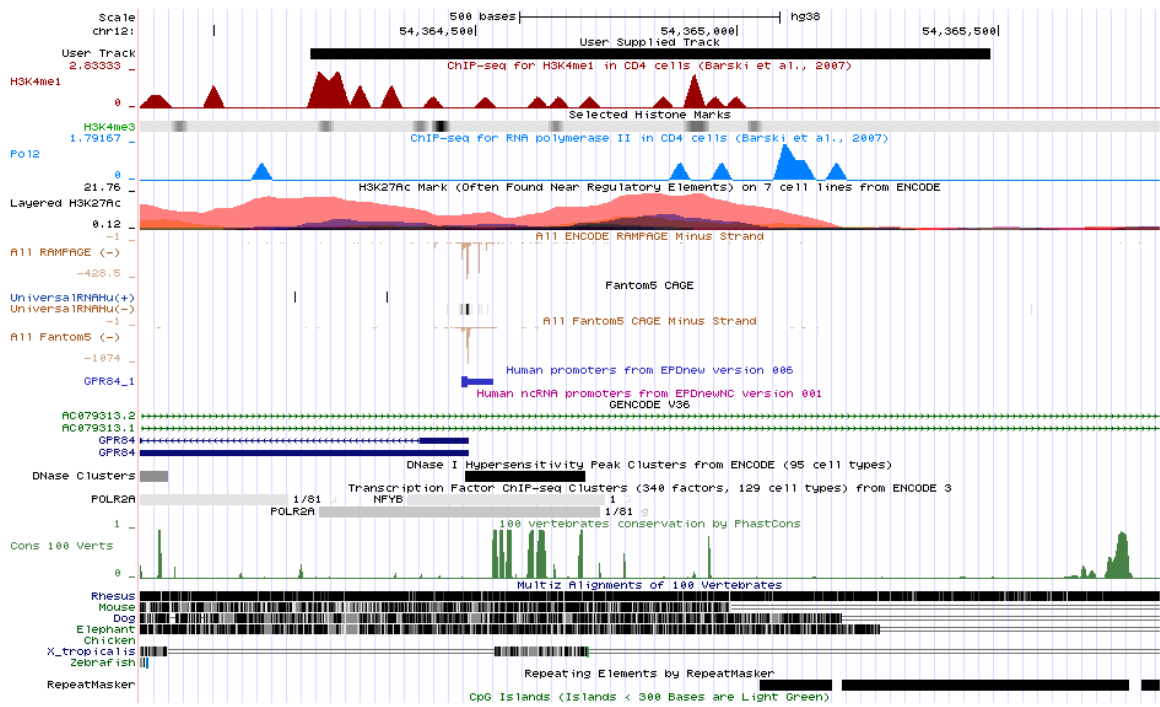 Scale 500 bases hg38
chr12: 54,364,500 54,365,000 54,365,500
User Supplied Track
User Track
2.83333 ChIP-seq for H3K4me1 in CD4 cells (Barski et al., 2007)
H3K4me1
0
Selected Histone Marks
H3K4me3
1.79167 ChIP-seq for RNA polymerase II in CD4 cells (Barski et al., 2007)
Pol2
0
21.76 H3K27Ac Mark (Often Found Near Regulatory Elements) on 7 cell lines from ENCODE
Layered H3K27Ac
0.12
-1 All ENCODE RAMPAGE Minus Strand
All RAMPAGE (-)
-428.5
Fantom5 CAGE
UniversalRNAHu(+)
UniversalRNAHu(-)
-1 All Fantom5 CAGE Minus Strand
All Fantom5 (-)
-1074
Human promoters from EPDnew version 006
GPR84_1
Human ncRNA promoters from EPDnewNC version 001
GENCODE V36
AC079313.2
AC079313.1
GPR84
GPR84
DNase I Hypersensitivity Peak Clusters from ENCODE (95 cell types)
DNase Clusters
Transcription Factor ChIP-seq Clusters (340 factors, 129 cell types) from ENCODE 3
POLR2A 1/81 NFYB 1
POLR2A 1/81 g
1 100 vertebrates conservation by PhastCons
Cons 100 Verts
0
Multiz Alignments of 100 Vertebrates
Rhesus
Mouse
Dog
Elephant
Chicken
X_tropicalis
Zebrafish
Repeating Elements by RepeatMasker
RepeatMasker
CpG Islands (Islands < 300 Bases are Light Green)